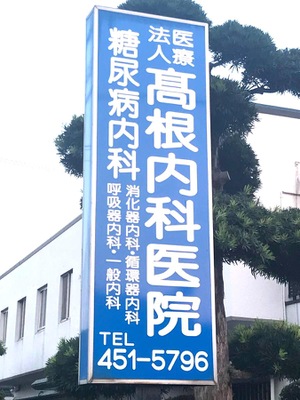 医療法人
髙根内科医院
糖尿病内科
消化器内科・循環器内科
呼吸器内科・一般内科
TEL
451-5796